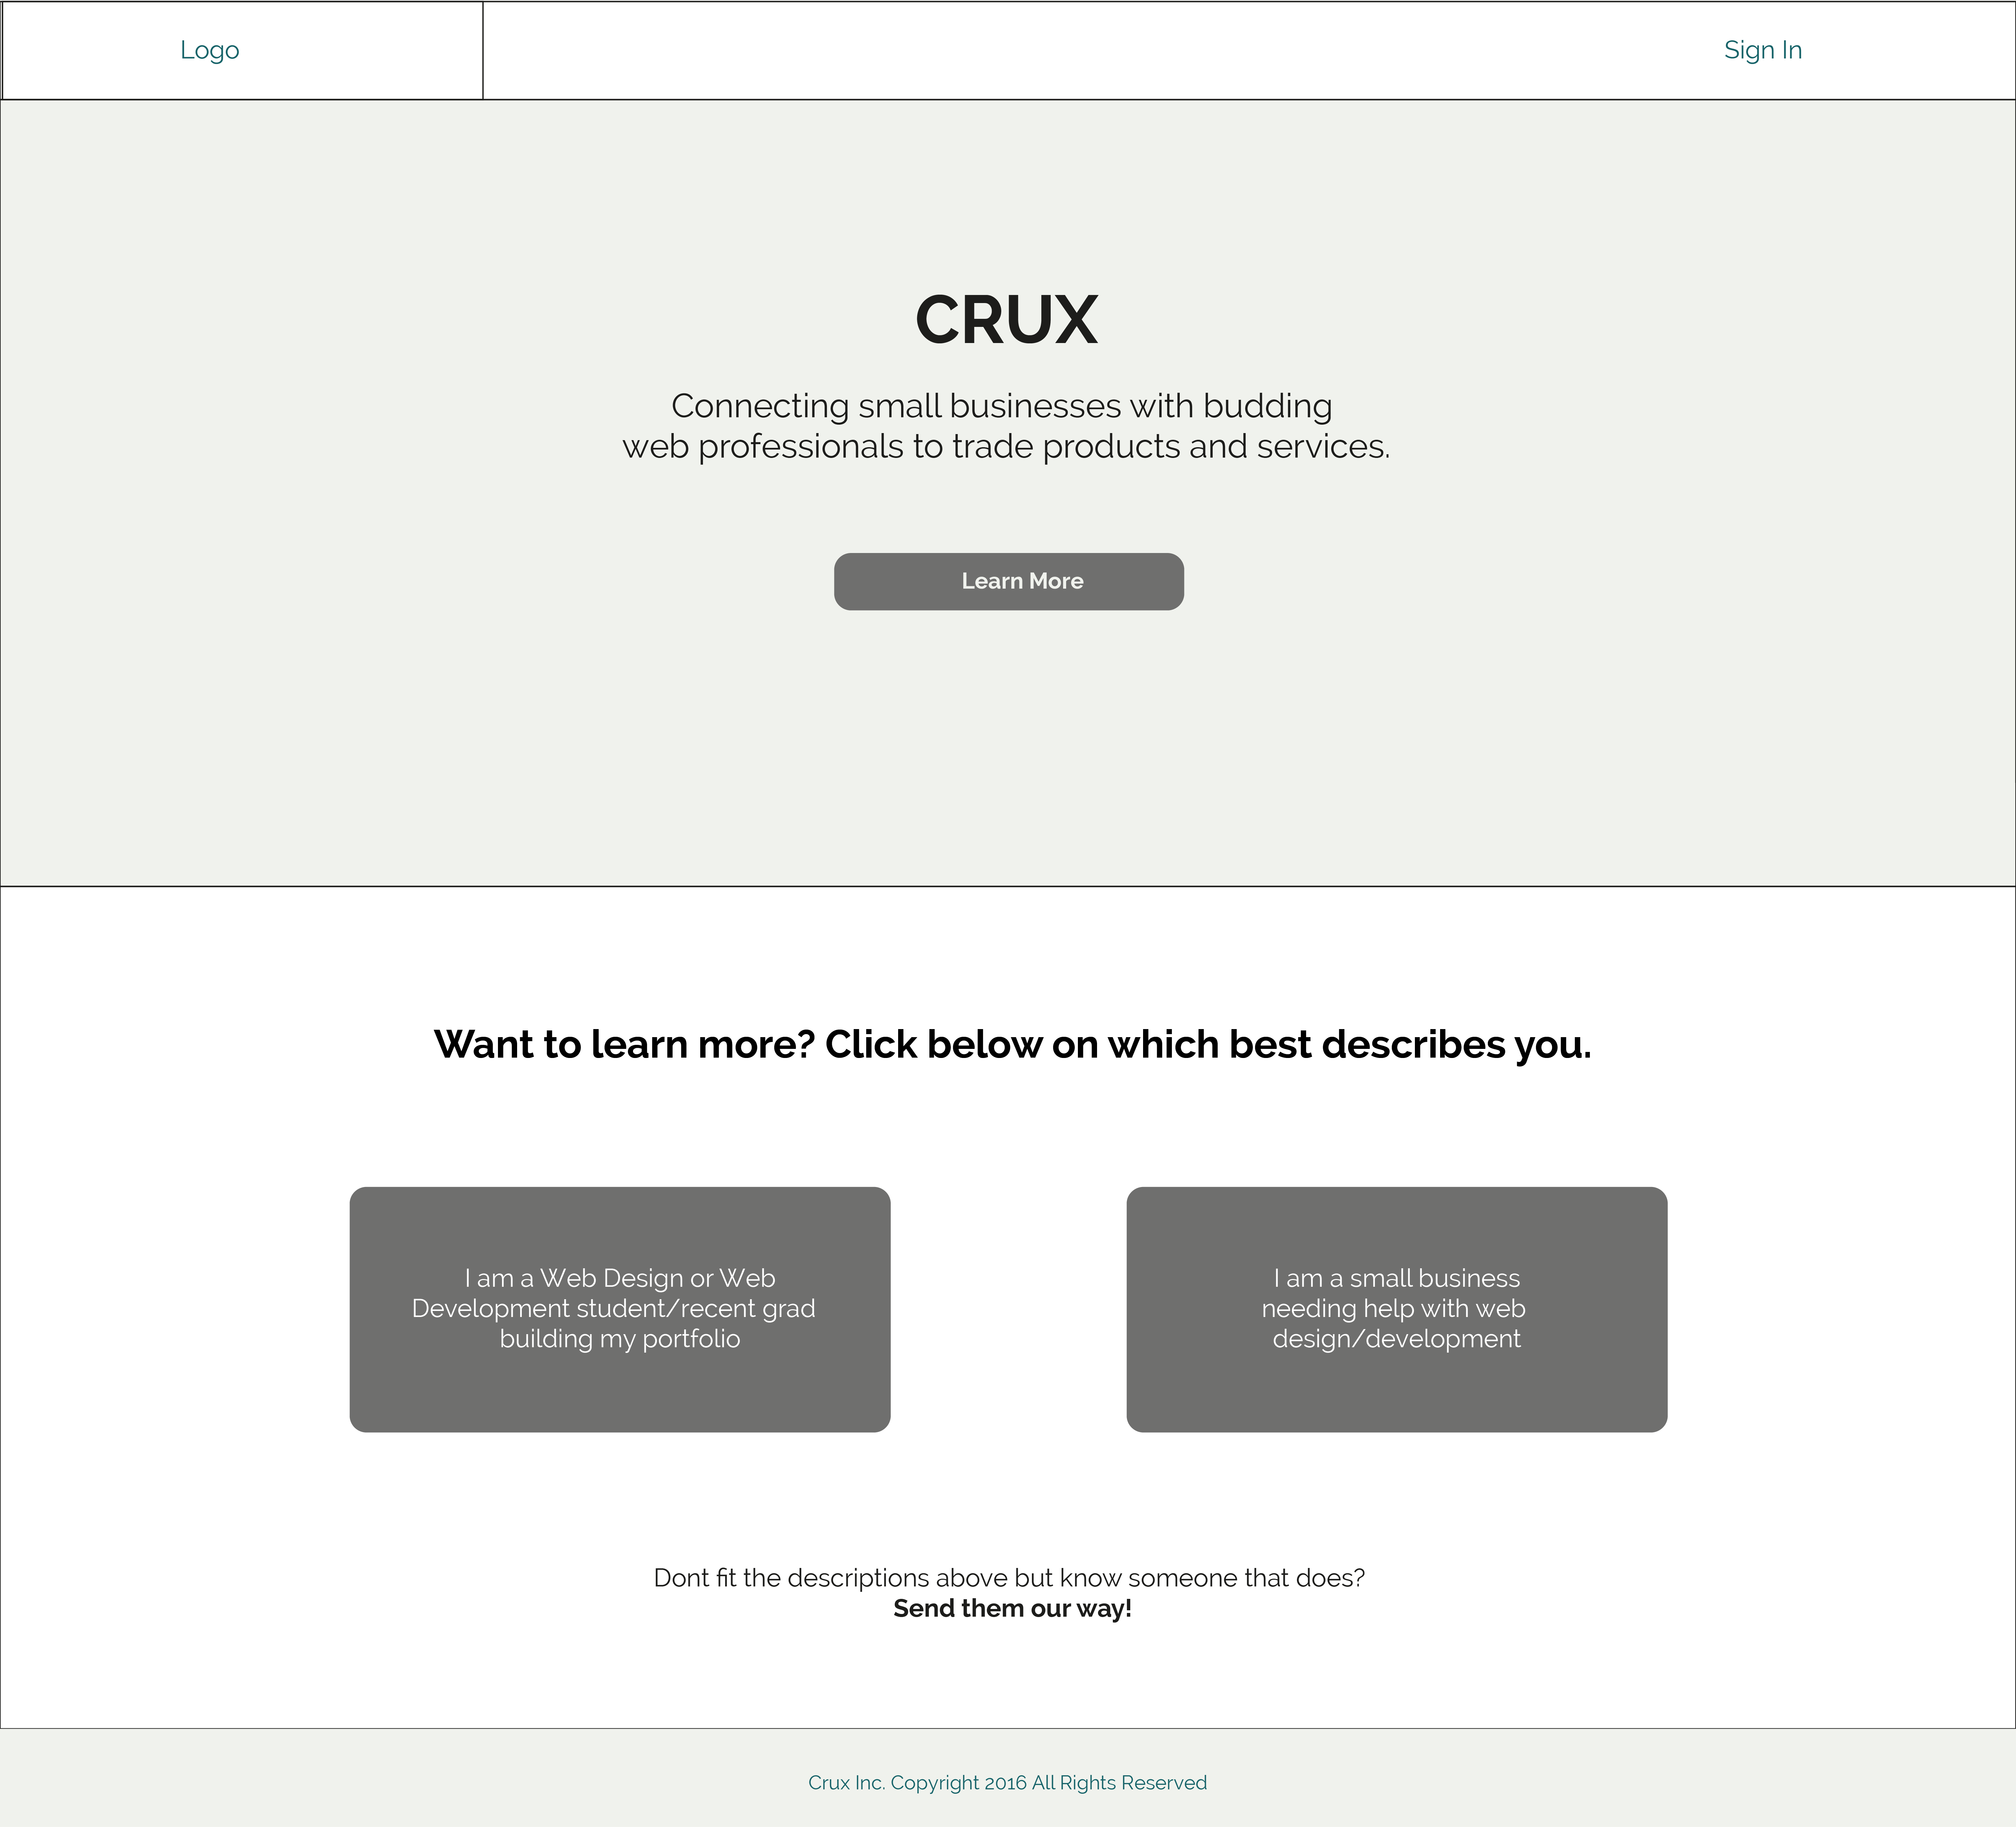 Logo
Sign In
CRUX
Connecting small businesses with budding
web professionals to trade products and services.
Learn More
Want to learn more? Click below on which best describes you.
I am a Web Design or Web
Development student/recent grad
building my portfolio
I am a small business
needing help with web
design/development
Dont fit the descriptions above but know someone that does?
Send them our way!
Crux Inc. Copyright 2016 All Rights Reserved